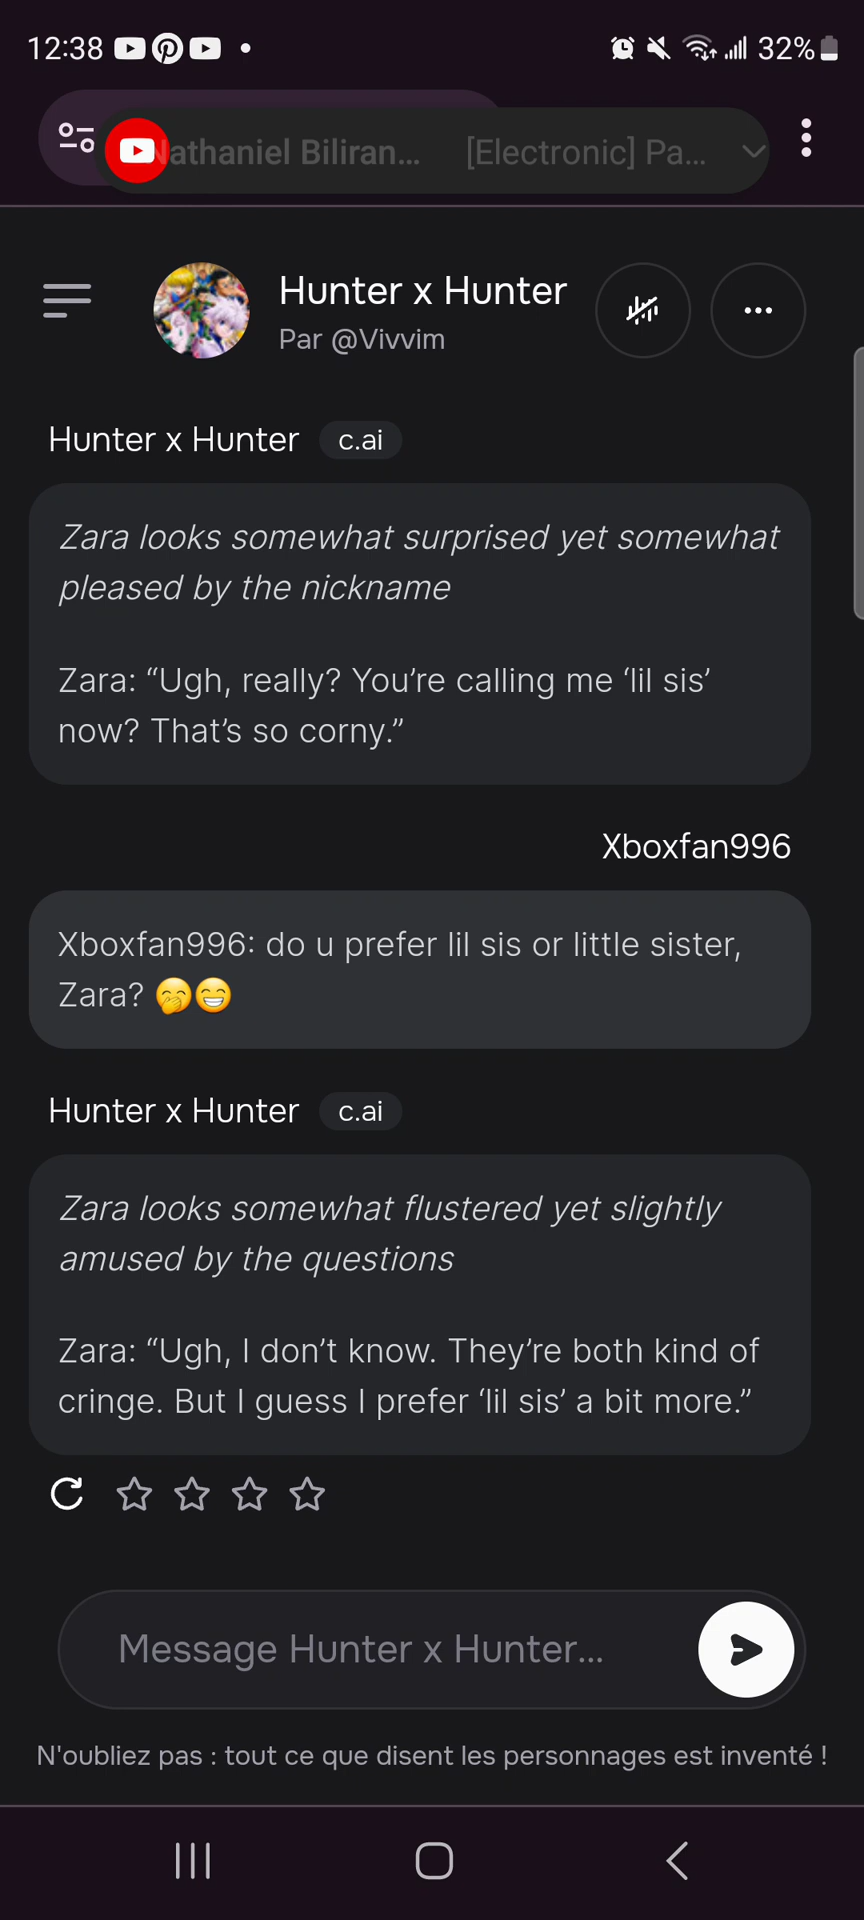 12:38
32%
Nathaniel Biliran... [Electronic] Pa...
Hunter x Hunter
Par @Vivvim
Hunter x Hunter c.ai
Zara looks somewhat surprised yet somewhat
pleased by the nickname
Zara: “Ugh, really? You’re calling me ‘lil sis’
now? That’s so corny.”
Xboxfan996
Xboxfan996: do u prefer lil sis or little sister,
Zara? 🤭😁
Hunter x Hunter c.ai
Zara looks somewhat flustered yet slightly
amused by the questions
Zara: “Ugh, I don’t know. They’re both kind of
cringe. But I guess I prefer ‘lil sis’ a bit more.”
Message Hunter x Hunter...
N'oubliez pas : tout ce que disent les personnages est inventé !